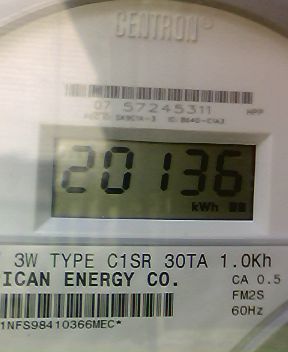 CENTRON®
07 57245311
20136
kWh
3W TYPE C1SR 30TA 1.0Kh
ICAN ENERGY CO.
CA 0.5
FM2S
60Hz
1NFS98410366MEC*